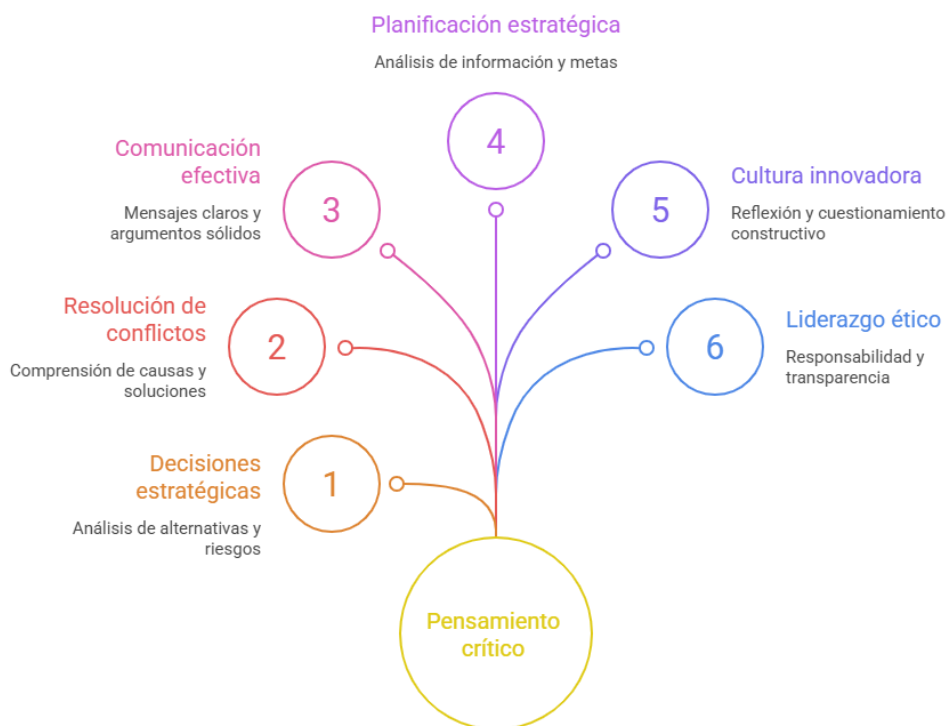 Planificación estratégica
Análisis de información y metas
4
Comunicación
efectiva
Mensajes claros y
argumentos sólidos
3
5
Cultura innovadora
Reflexión y cuestionamiento
constructivo
Resolución de
conflictos
Comprensión de causas y
soluciones
2
6
Liderazgo ético
Responsabilidad y
transparencia
Decisiones
estratégicas
Análisis de alternativas y
riesgos
1
Pensamiento
crítico